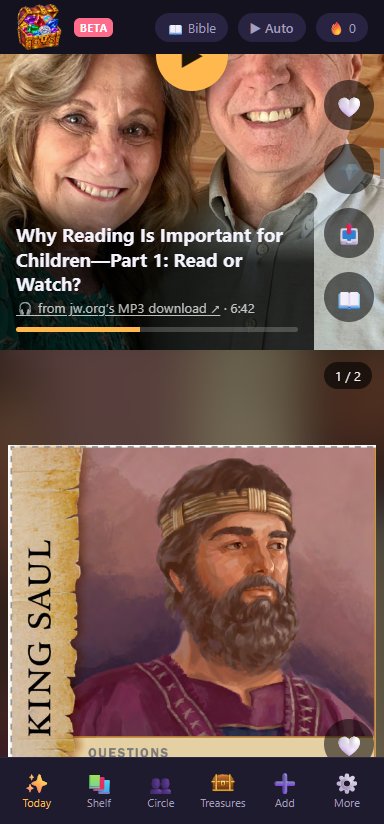 BETA
Bible
Auto
0
Why Reading Is Important for
Children—Part 1: Read or
Watch?
from jw.org's MP3 download ↗ · 6:42
1 / 2
KING SAUL
QUESTIONS
Today
Shelf
Circle
Treasures
Add
More